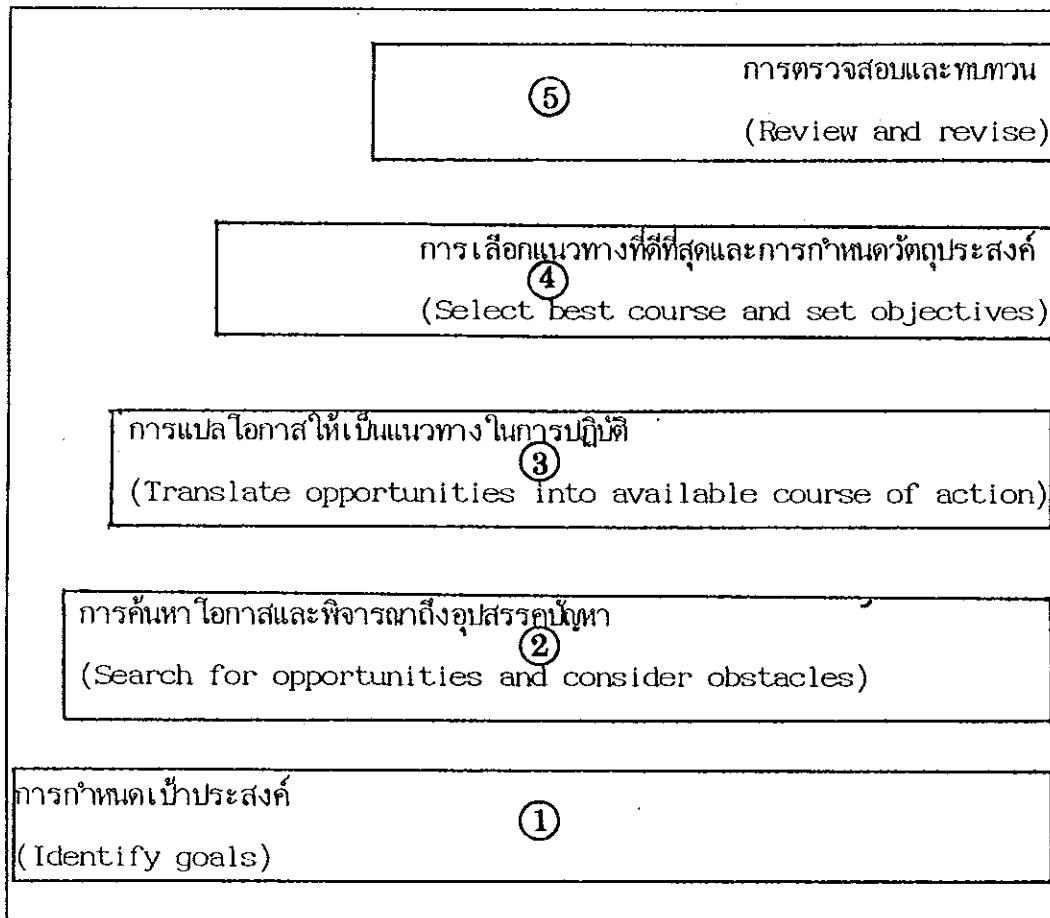 การตรวจสอบและทบทวน
⑤
(Review and revise)
การเลือกแนวทางที่ดีที่สุดและการกำหนดวัตถุประสงค์
④
(Select best course and set objectives)
การแปลโอกาสให้เป็นแนวทางในการปฏิบัติ
③
(Translate opportunities into available course of action)
การค้นหาโอกาสและพิจารณาถึงอุปสรรคปัญหา
②
(Search for opportunities and consider obstacles)
การกำหนดเป้าประสงค์
①
(Identify goals)